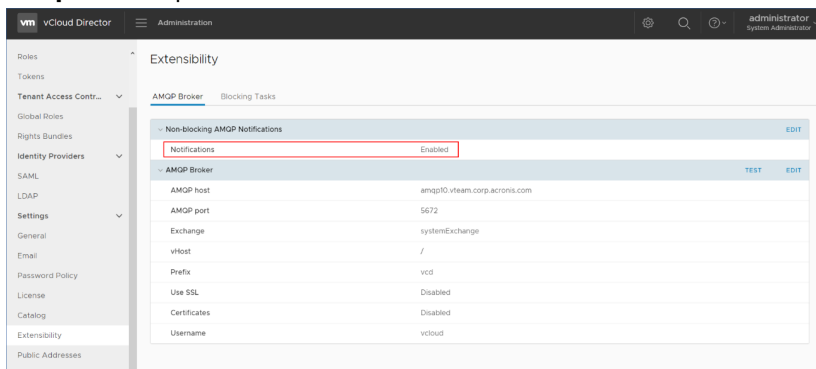 vm vCloud Director Administration administrator
System Administrator
Roles
Tokens
Tenant Access Contr...
Global Roles
Rights Bundles
Identity Providers
SAML
LDAP
Settings
General
Email
Password Policy
License
Catalog
Extensibility
Public Addresses
Extensibility
AMQP Broker Blocking Tasks
Non-blocking AMQP Notifications EDIT
Notifications Enabled
AMQP Broker TEST EDIT
AMQP host amqp10.vteam.corp.acronis.com
AMQP port 5672
Exchange systemExchange
vHost /
Prefix vcd
Use SSL Disabled
Certificates Disabled
Username vcloud